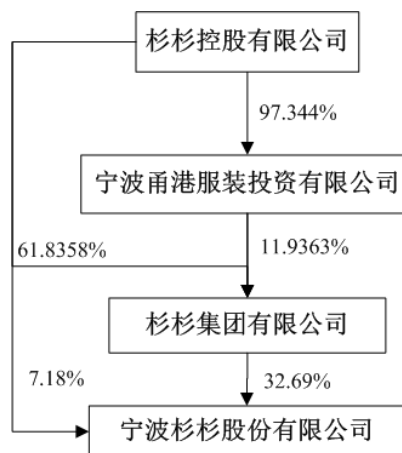 杉杉控股有限公司
97.344%
宁波甬港服装投资有限公司
61.8358%
11.9363%
杉杉集团有限公司
7.18%
32.69%
宁波杉杉股份有限公司